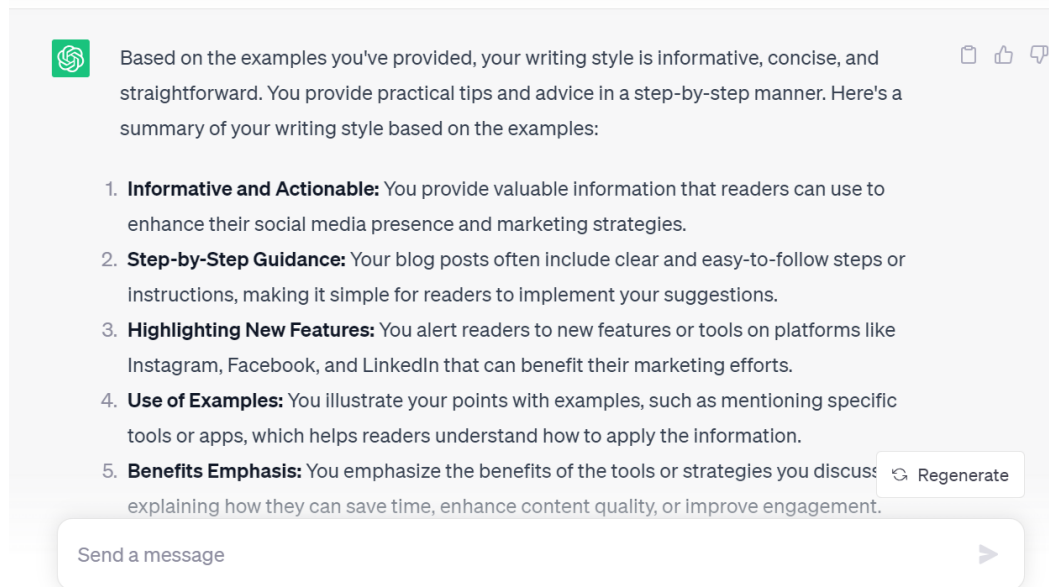 Based on the examples you've provided, your writing style is informative, concise, and
straightforward. You provide practical tips and advice in a step-by-step manner. Here's a
summary of your writing style based on the examples:
1. Informative and Actionable: You provide valuable information that readers can use to
enhance their social media presence and marketing strategies.
2. Step-by-Step Guidance: Your blog posts often include clear and easy-to-follow steps or
instructions, making it simple for readers to implement your suggestions.
3. Highlighting New Features: You alert readers to new features or tools on platforms like
Instagram, Facebook, and LinkedIn that can benefit their marketing efforts.
4. Use of Examples: You illustrate your points with examples, such as mentioning specific
tools or apps, which helps readers understand how to apply the information.
5. Benefits Emphasis: You emphasize the benefits of the tools or strategies you discuss
Regenerate
explaining how they can save time, enhance content quality, or improve engagement.
Send a message